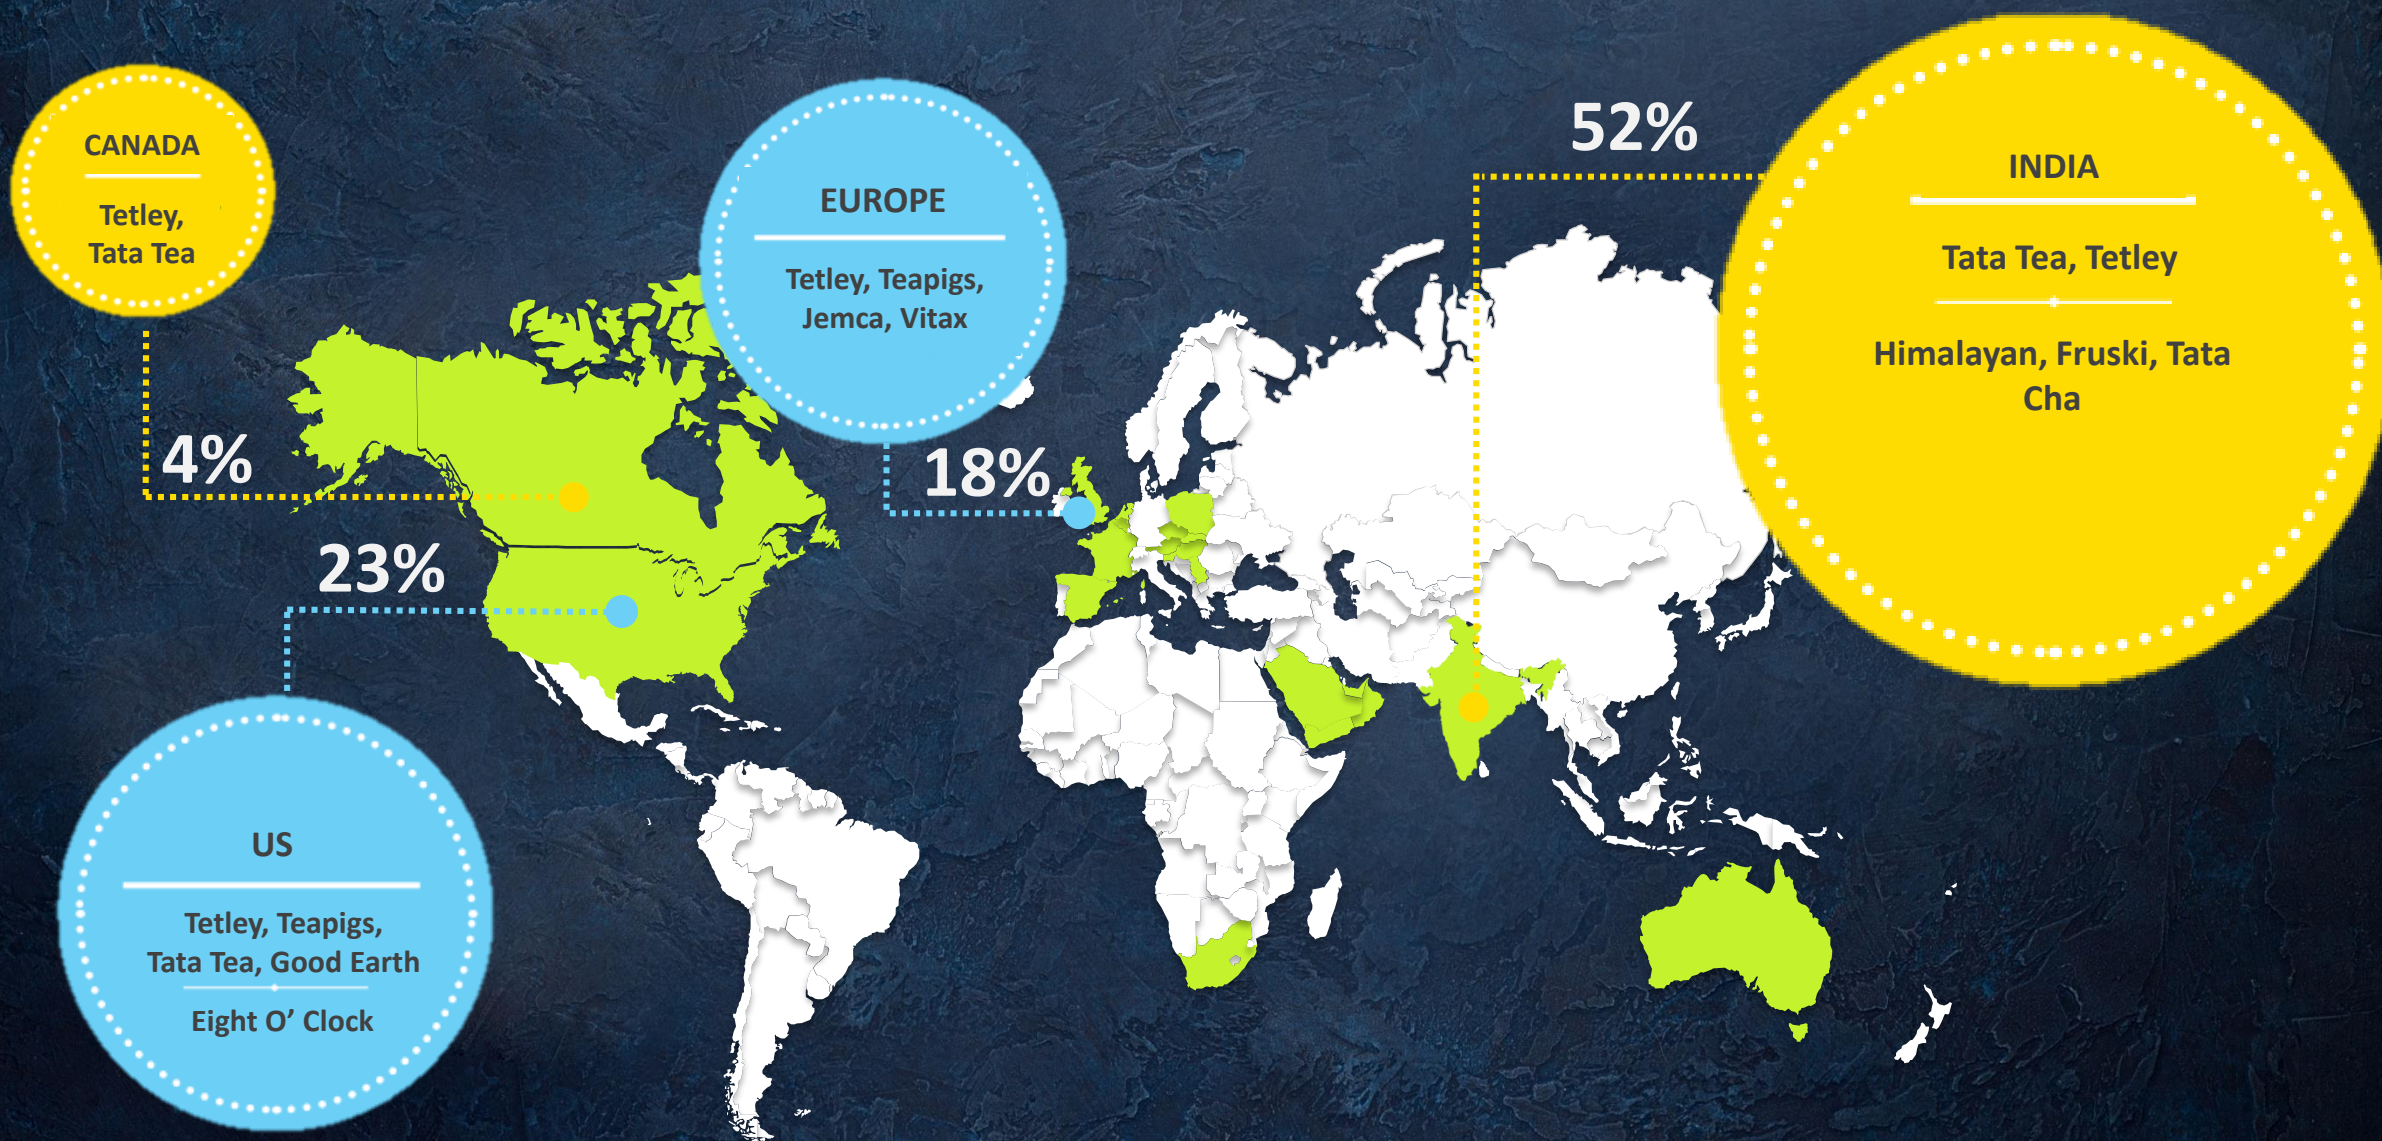 CANADA
Tetley,
Tata Tea
4%
EUROPE
Tetley, Teapigs,
Jemca, Vitax
18%
52%
INDIA
Tata Tea, Tetley
Himalayan, Fruski, Tata
Cha
23%
US
Tetley, Teapigs,
Tata Tea, Good Earth
Eight O’ Clock